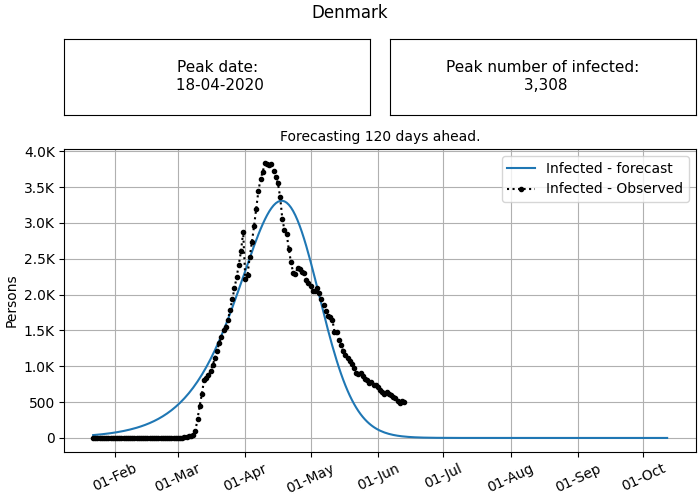 Denmark
Peak date:
18-04-2020
Peak number of infected:
3,308
Forecasting 120 days ahead.
4.0K
3.5K
3.0K
2.5K
2.0K
1.5K
1.0K
500
0
Persons
Infected - forecast
Infected - Observed
01-Feb
01-Mar
01-Apr
01-May
01-Jun
01-Jul
01-Aug
01-Sep
01-Oct